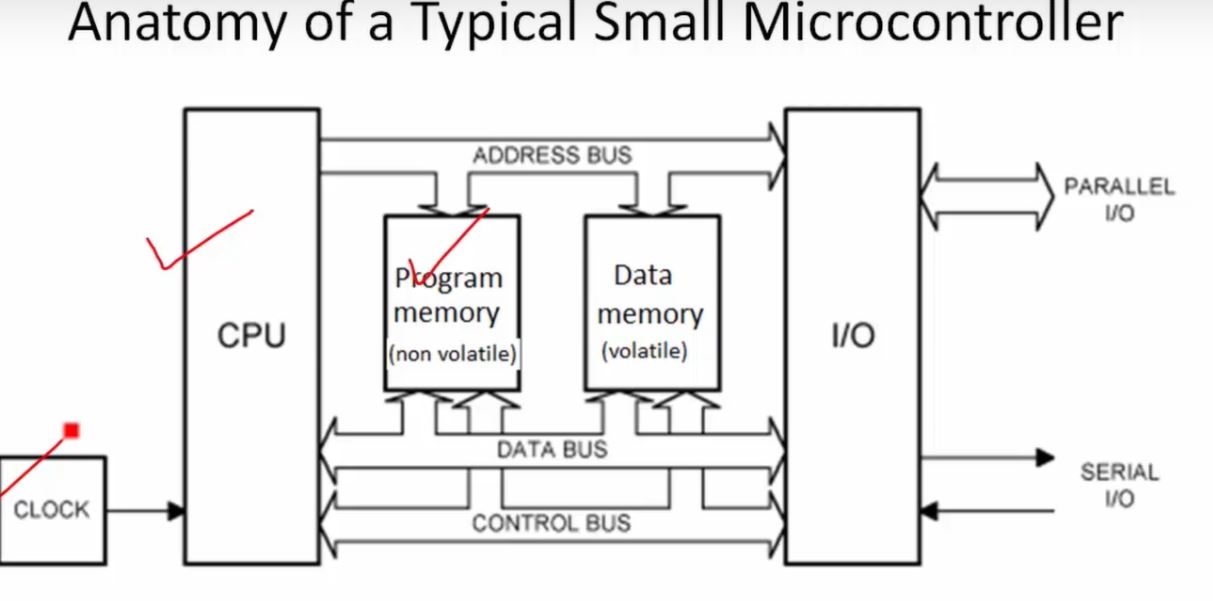 Anatomy of a Typical Small Microcontroller
ADDRESS BUS
PARALLEL
I/O
Program
memory
(non volatile)
Data
memory
(volatile)
CPU
I/O
DATA BUS
CLOCK
SERIAL
I/O
CONTROL BUS